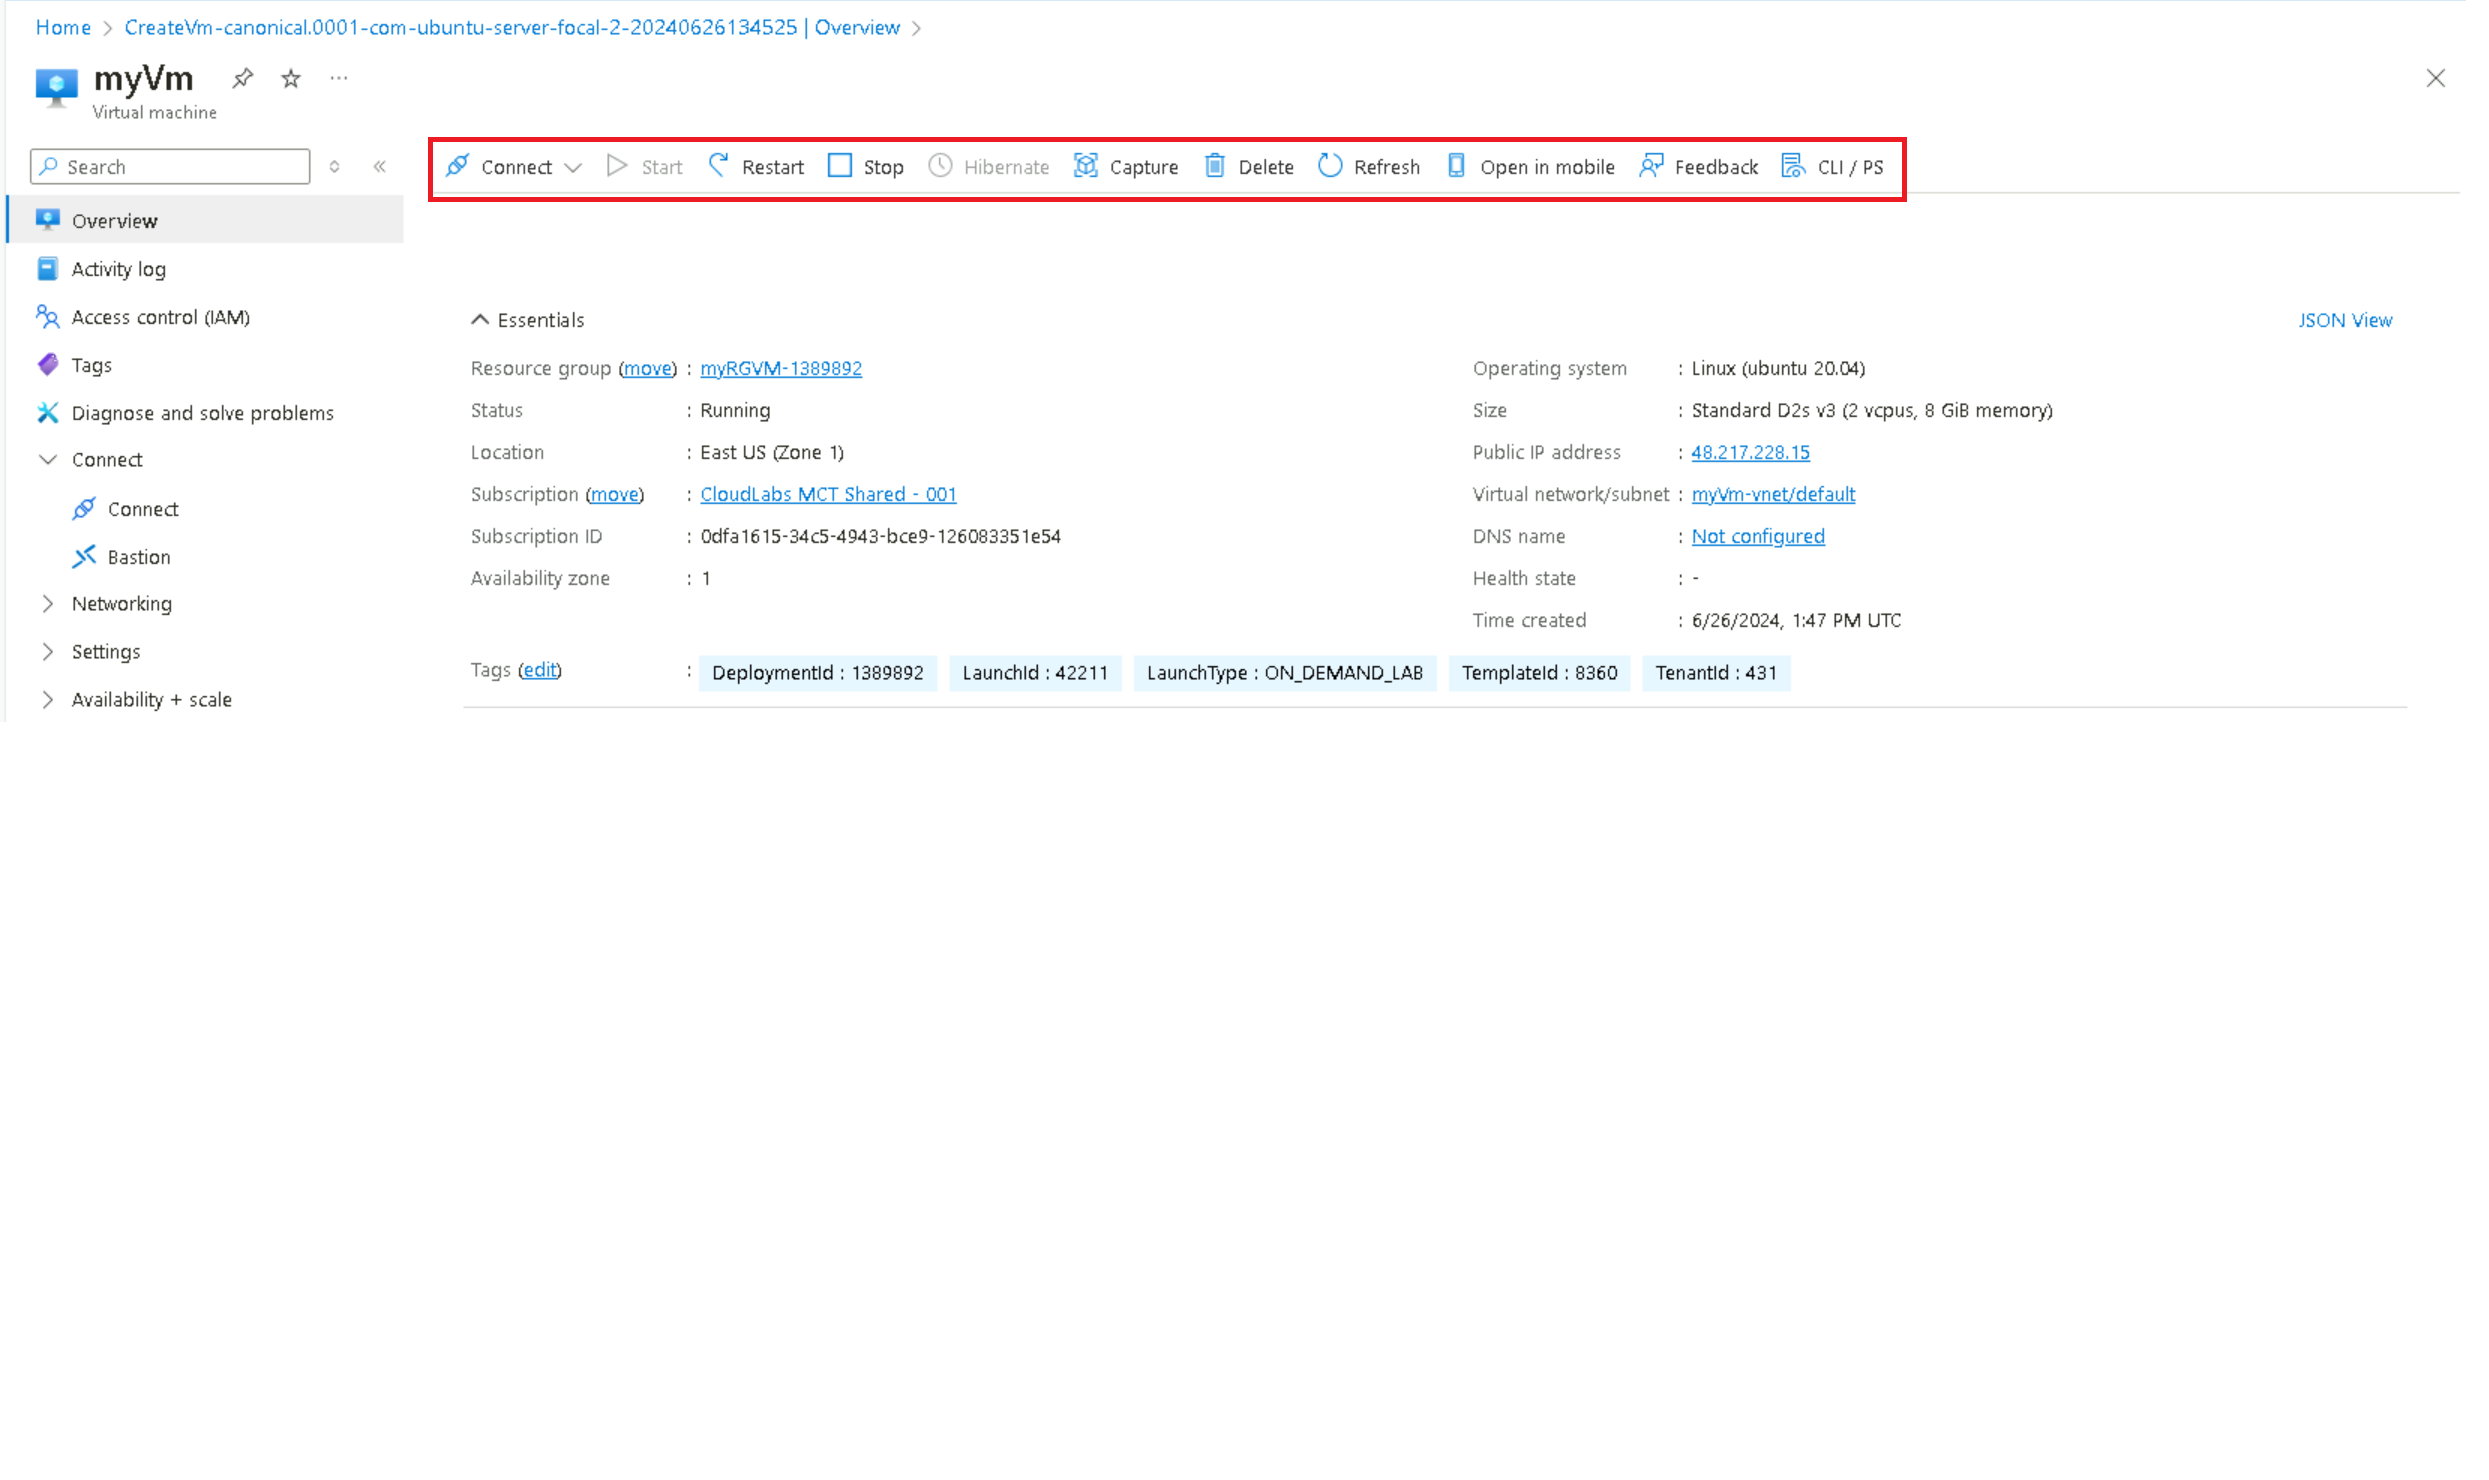 Home > CreateVm-canonical.0001-com-ubuntu-server-focal-2-20240626134525 | Overview >
myVm ...
Virtual machine
Search
Connect Start Restart Stop Hibernate Capture Delete Refresh Open in mobile Feedback CLI / PS
Overview
Activity log
Access control (IAM)
Tags
Diagnose and solve problems
Connect
Connect
Bastion
Networking
Settings
Availability + scale
Essentials
JSON View
Resource group (move) : myRGVM-1389892
Status : Running
Location : East US (Zone 1)
Subscription (move) : CloudLabs MCT Shared - 001
Subscription ID : 0dfa1615-34c5-4943-bce9-126083351e54
Availability zone : 1
Operating system : Linux (ubuntu 20.04)
Size : Standard D2s v3 (2 vcpus, 8 GiB memory)
Public IP address : 48.217.228.15
Virtual network/subnet : myVm-vnet/default
DNS name : Not configured
Health state : -
Time created : 6/26/2024, 1:47 PM UTC
Tags (edit) : DeploymentId : 1389892 LaunchId : 42211 LaunchType : ON_DEMAND_LAB TemplateId : 8360 TenantId : 431